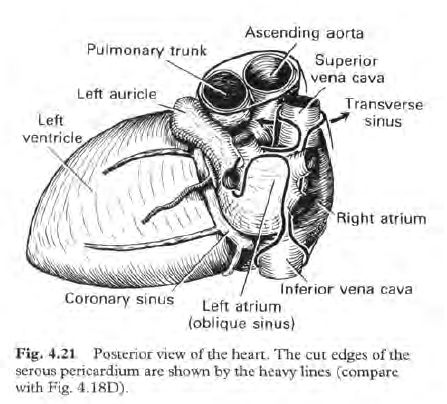 Ascending aorta
Pulmonary trunk
Superior
vena cava
Left auricle
Transverse
sinus
Left
ventricle
Right atrium
Inferior vena cava
Coronary sinus
Left atrium
(oblique sinus)
Fig. 4.21 Posterior view of the heart. The cut edges of the
serous pericardium are shown by the heavy lines (compare
with Fig. 4.18D).